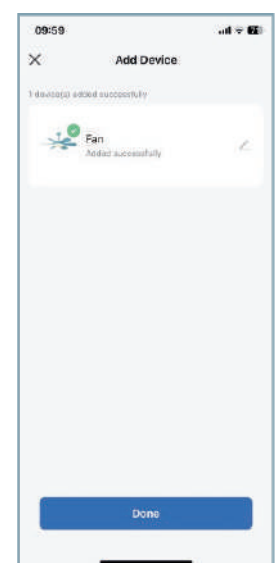 09:59
Add Device
1 device(s) added successfully
Fan
Added successfully
Done